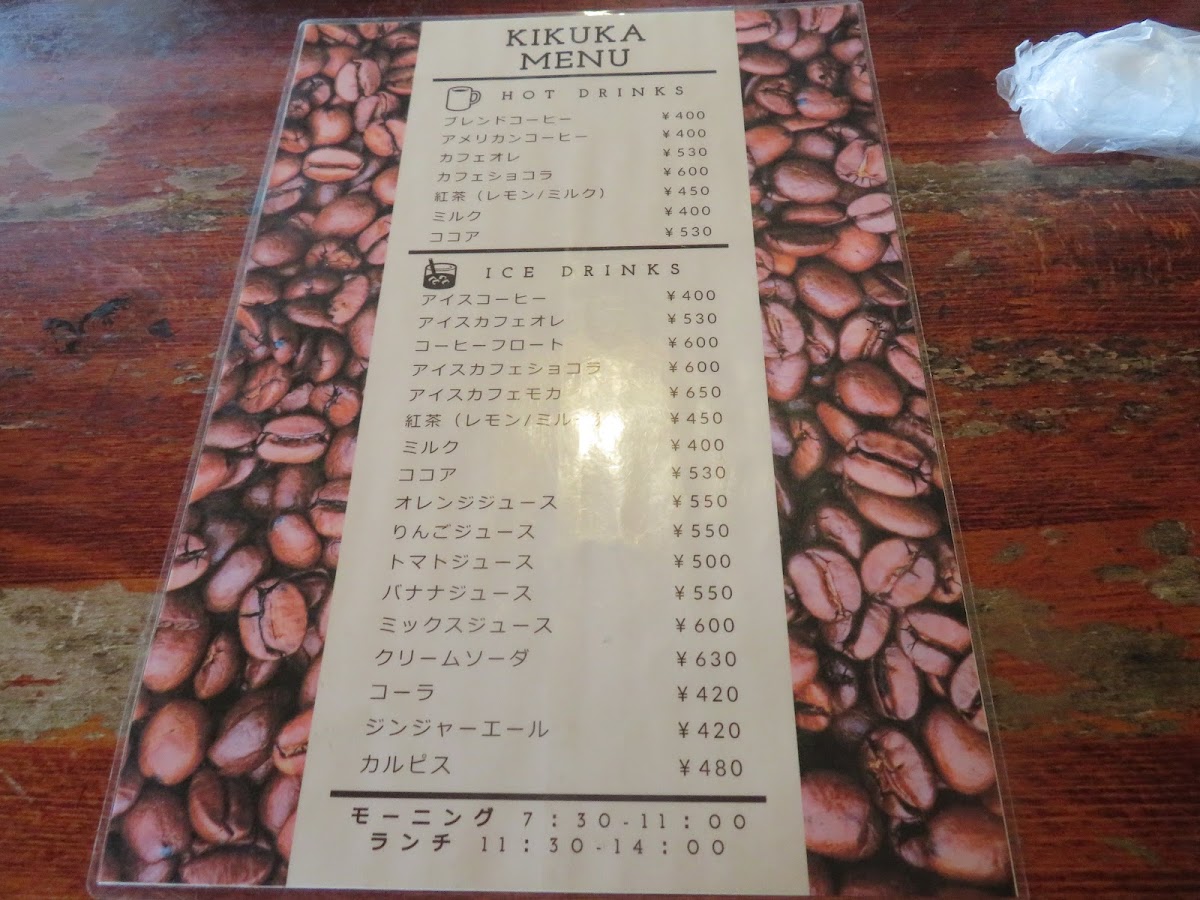 KIKUKA
MENU
HOT DRINKS
ブレンドコーヒー ¥400
アメリカンコーヒー ¥400
カフェオレ ¥530
カフェショコラ ¥600
紅茶（レモン/ミルク） ¥450
ミルク ¥400
ココア ¥530
ICE DRINKS
アイスコーヒー ¥400
アイスカフェオレ ¥530
コーヒーフロート ¥600
アイスカフェショコラ ¥600
アイスカフェモカ ¥650
紅茶（レモン/ミルク） ¥450
ミルク ¥400
ココア ¥530
オレンジジュース ¥550
りんごジュース ¥550
トマトジュース ¥500
バナナジュース ¥550
ミックスジュース ¥600
クリームソーダ ¥630
コーラ ¥420
ジンジャーエール ¥420
カルピス ¥480
モーニング 7:30-11:00
ランチ 11:30-14:00